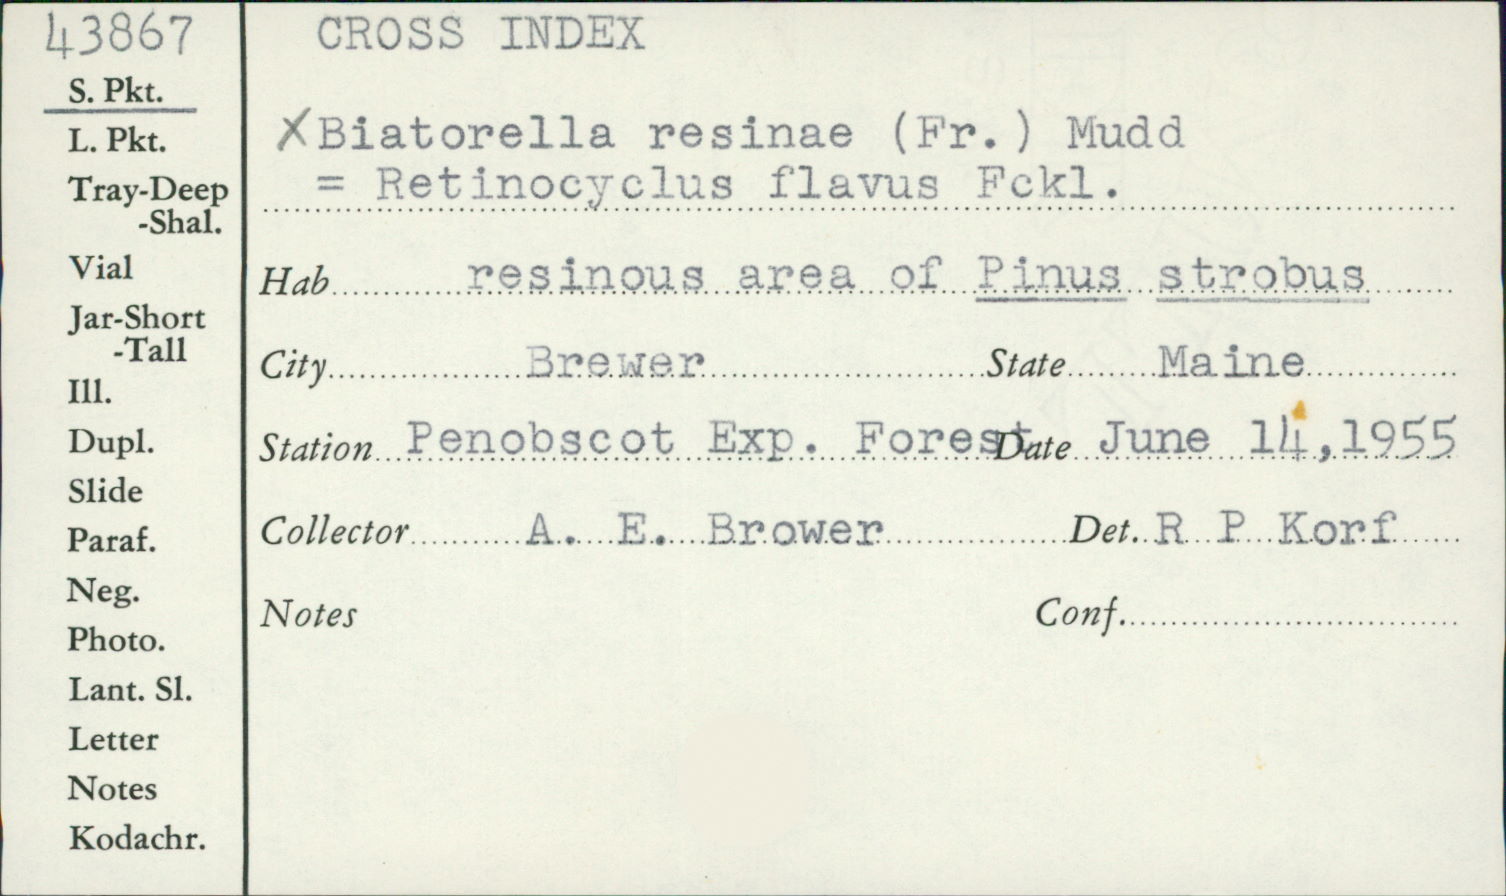 43867
S. Pkt.
L. Pkt.
Tray-Deep
-Shal.
Vial
Jar-Short
-Tall
Ill.
Dupl.
Slide
Paraf.
Neg.
Photo.
Lant. Sl.
Letter
Notes
Kodachr.
CROSS INDEX
X Biatorella resinae (Fr.) Mudd
= Retinocyclus flavus Fckl.
Hab resinous area of Pinus strobus
City Brewer State Maine
Station Penobscot Exp. Forest Date June 14, 1955
Collector A. E. Brower Det. R P Korf
Notes Conf.